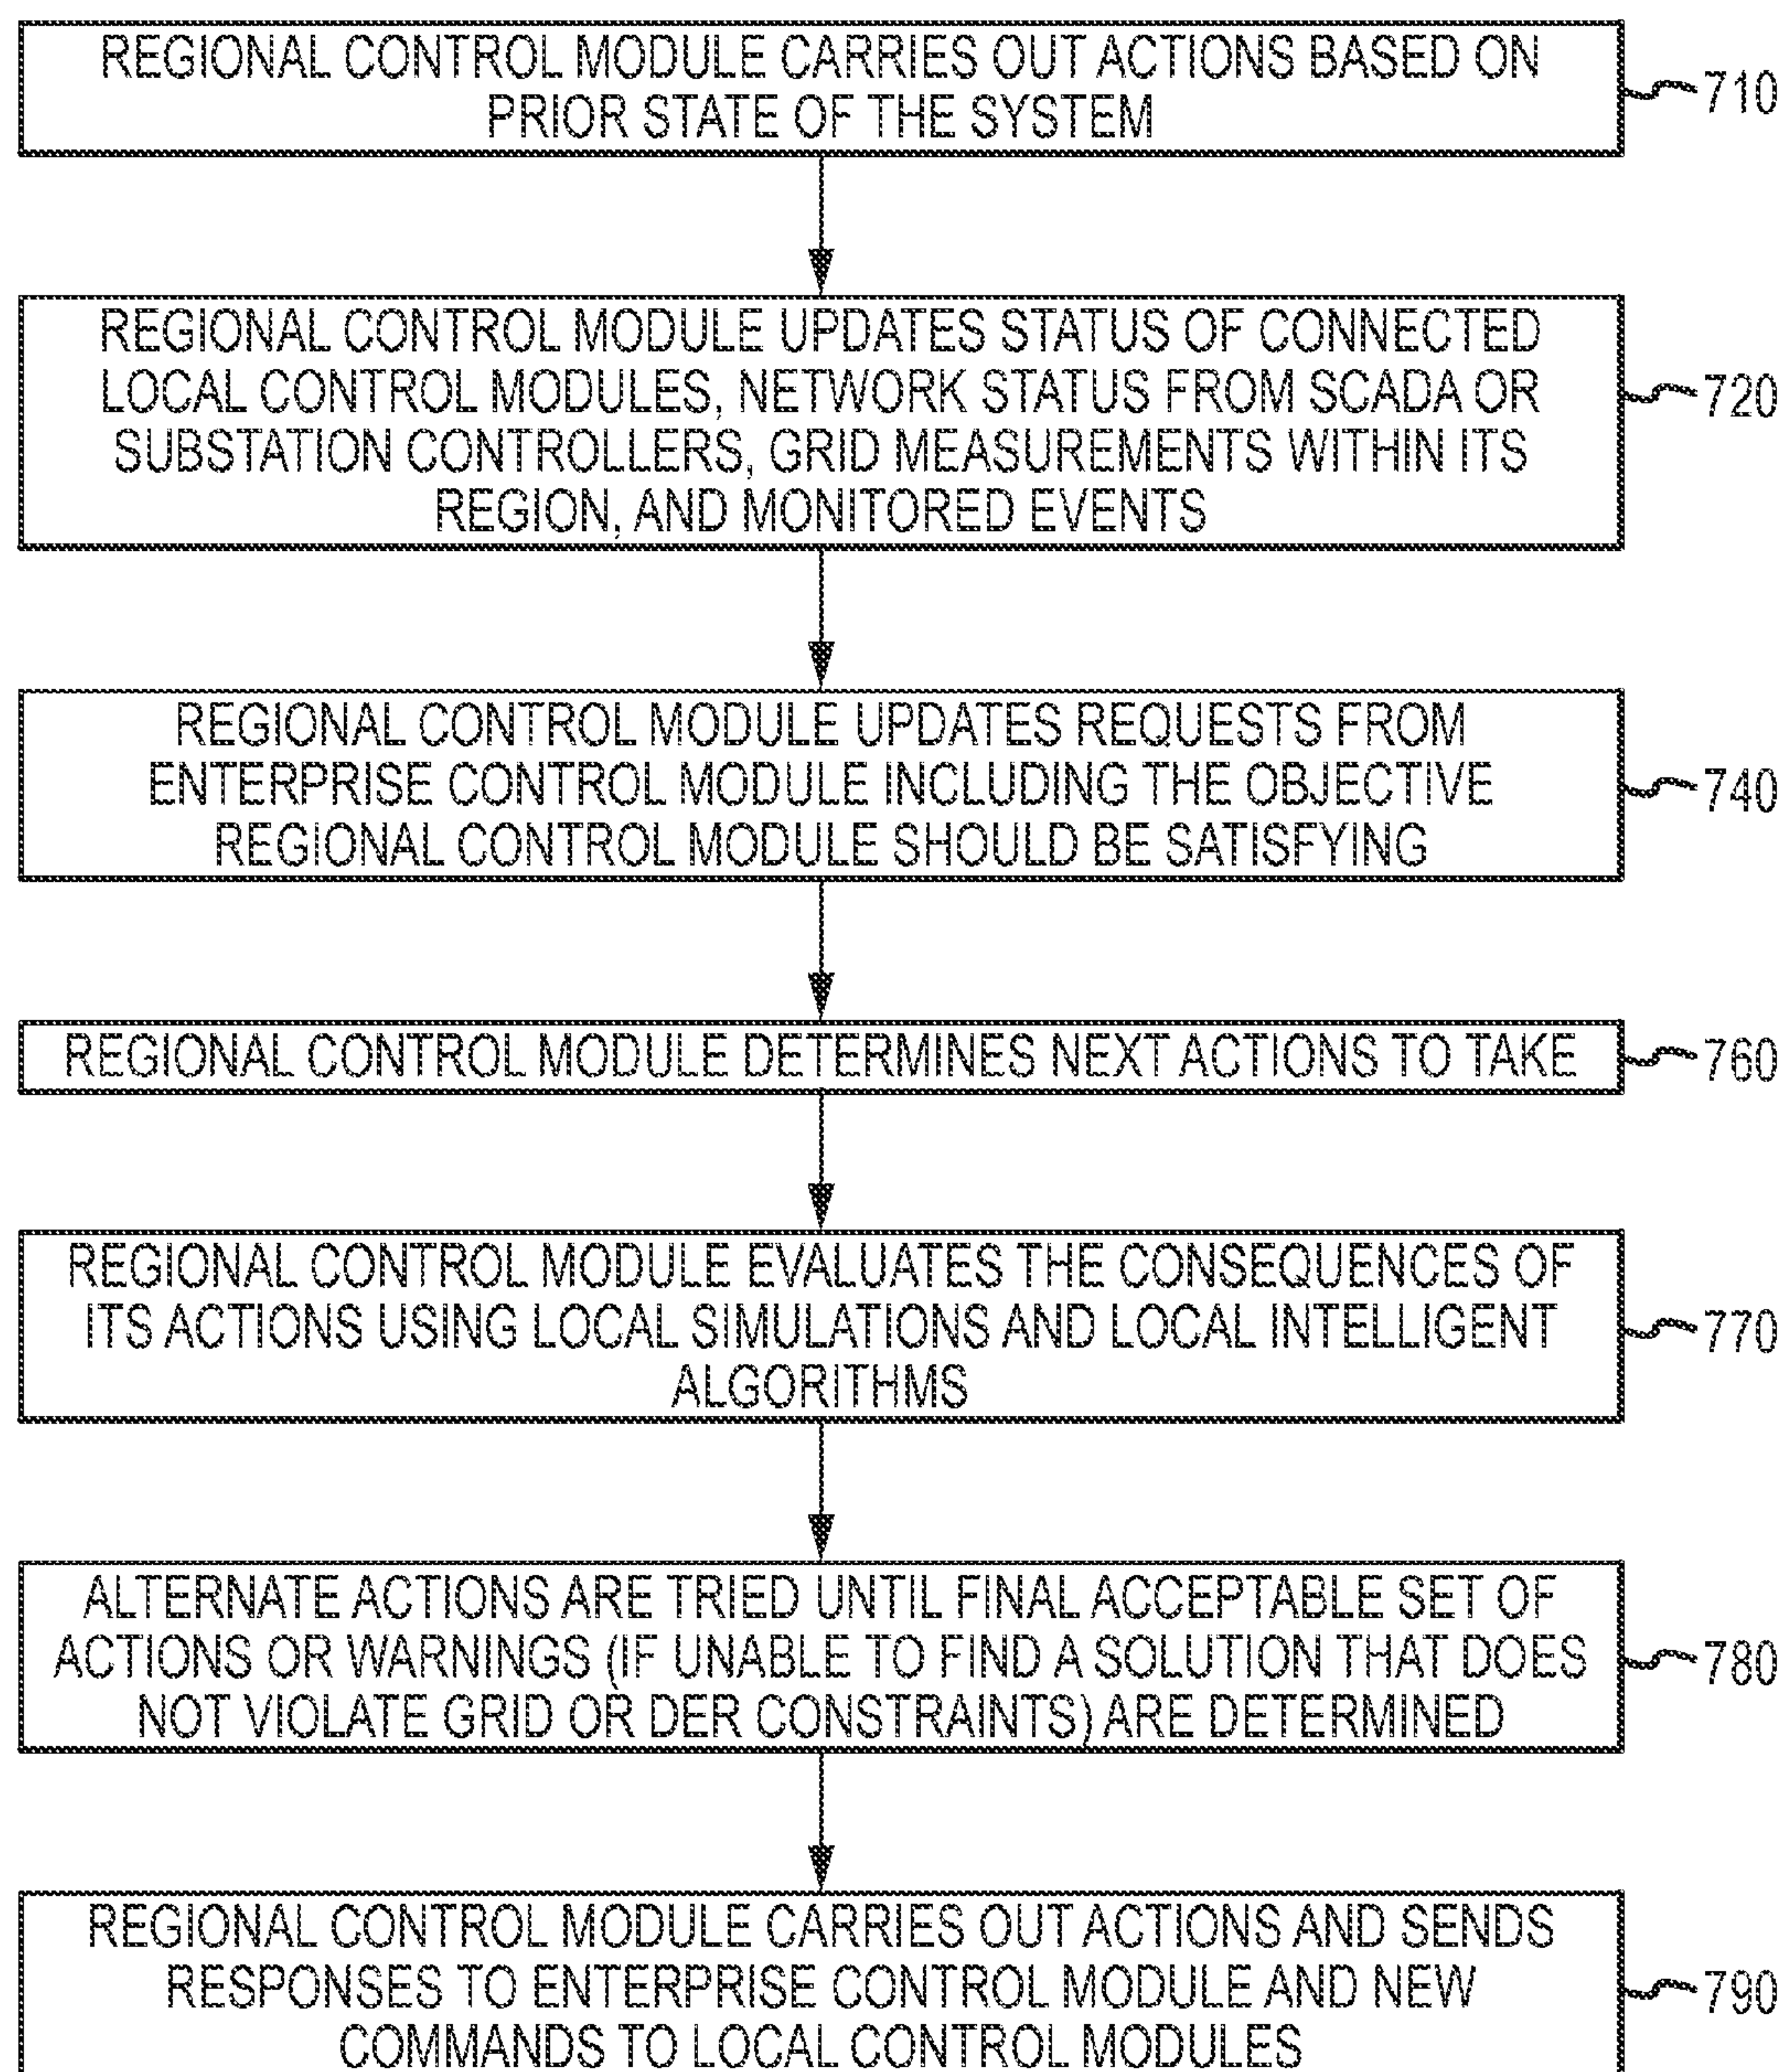 REGIONAL CONTROL MODULE CARRIES OUT ACTIONS BASED ON
PRIOR STATE OF THE SYSTEM
710
REGIONAL CONTROL MODULE UPDATES STATUS OF CONNECTED
LOCAL CONTROL MODULES, NETWORK STATUS FROM SCADA OR
SUBSTATION CONTROLLERS, GRID MEASUREMENTS WITHIN ITS
REGION, AND MONITORED EVENTS
720
REGIONAL CONTROL MODULE UPDATES REQUESTS FROM
ENTERPRISE CONTROL MODULE INCLUDING THE OBJECTIVE
REGIONAL CONTROL MODULE SHOULD BE SATISFYING
740
REGIONAL CONTROL MODULE DETERMINES NEXT ACTIONS TO TAKE
760
REGIONAL CONTROL MODULE EVALUATES THE CONSEQUENCES OF
ITS ACTIONS USING LOCAL SIMULATIONS AND LOCAL INTELLIGENT
ALGORITHMS
770
ALTERNATE ACTIONS ARE TRIED UNTIL FINAL ACCEPTABLE SET OF
ACTIONS OR WARNINGS (IF UNABLE TO FIND A SOLUTION THAT DOES
NOT VIOLATE GRID OR DER CONSTRAINTS) ARE DETERMINED
780
REGIONAL CONTROL MODULE CARRIES OUT ACTIONS AND SENDS
RESPONSES TO ENTERPRISE CONTROL MODULE AND NEW
COMMANDS TO LOCAL CONTROL MODULES
790